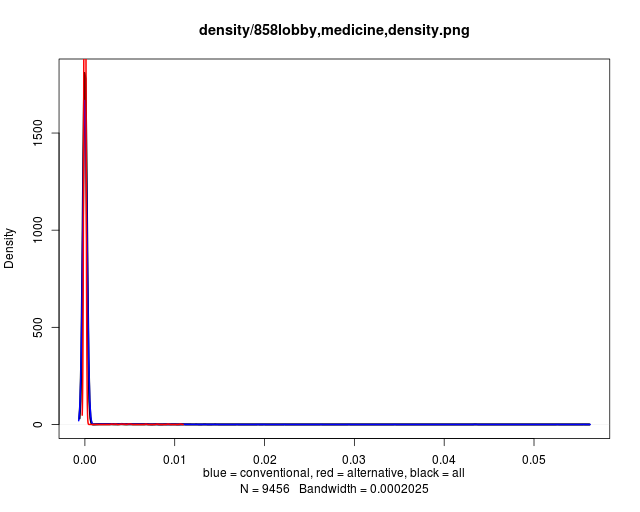 density/858lobby,medicine,density.png
Density
1500
1000
500
0
0.00 0.01 0.02 0.03 0.04 0.05
blue = conventional, red = alternative, black = all
N = 9456 Bandwidth = 0.0002025